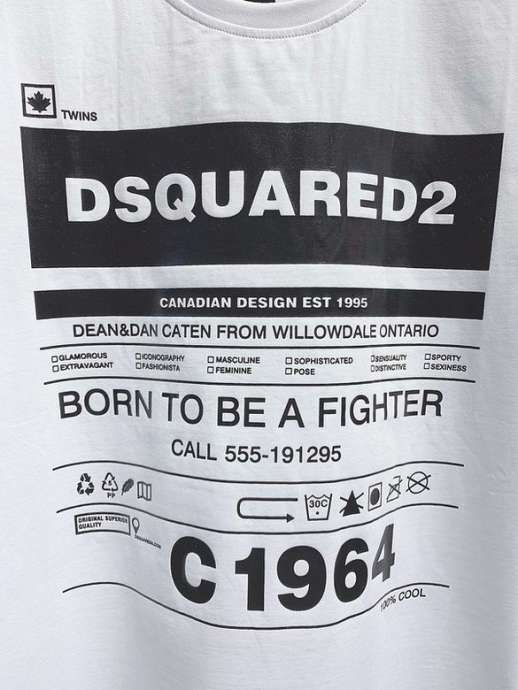 TWINS
DSQUARED2
CANADIAN DESIGN EST 1995
DEAN&DAN CATEN FROM WILLOWDALE ONTARIO
GLAMOROUS ICONOGRAPHY MASCULINE SOPHISTICATED SENSUALITY SPORTY
EXTRAVAGANT FASHIONISTA FEMININE POSE DISTINCTIVE SEXINESS
BORN TO BE A FIGHTER
CALL 555-191295
PP
30C
ORIGINAL SUPERIOR
QUALITY
C 1964
100% COOL